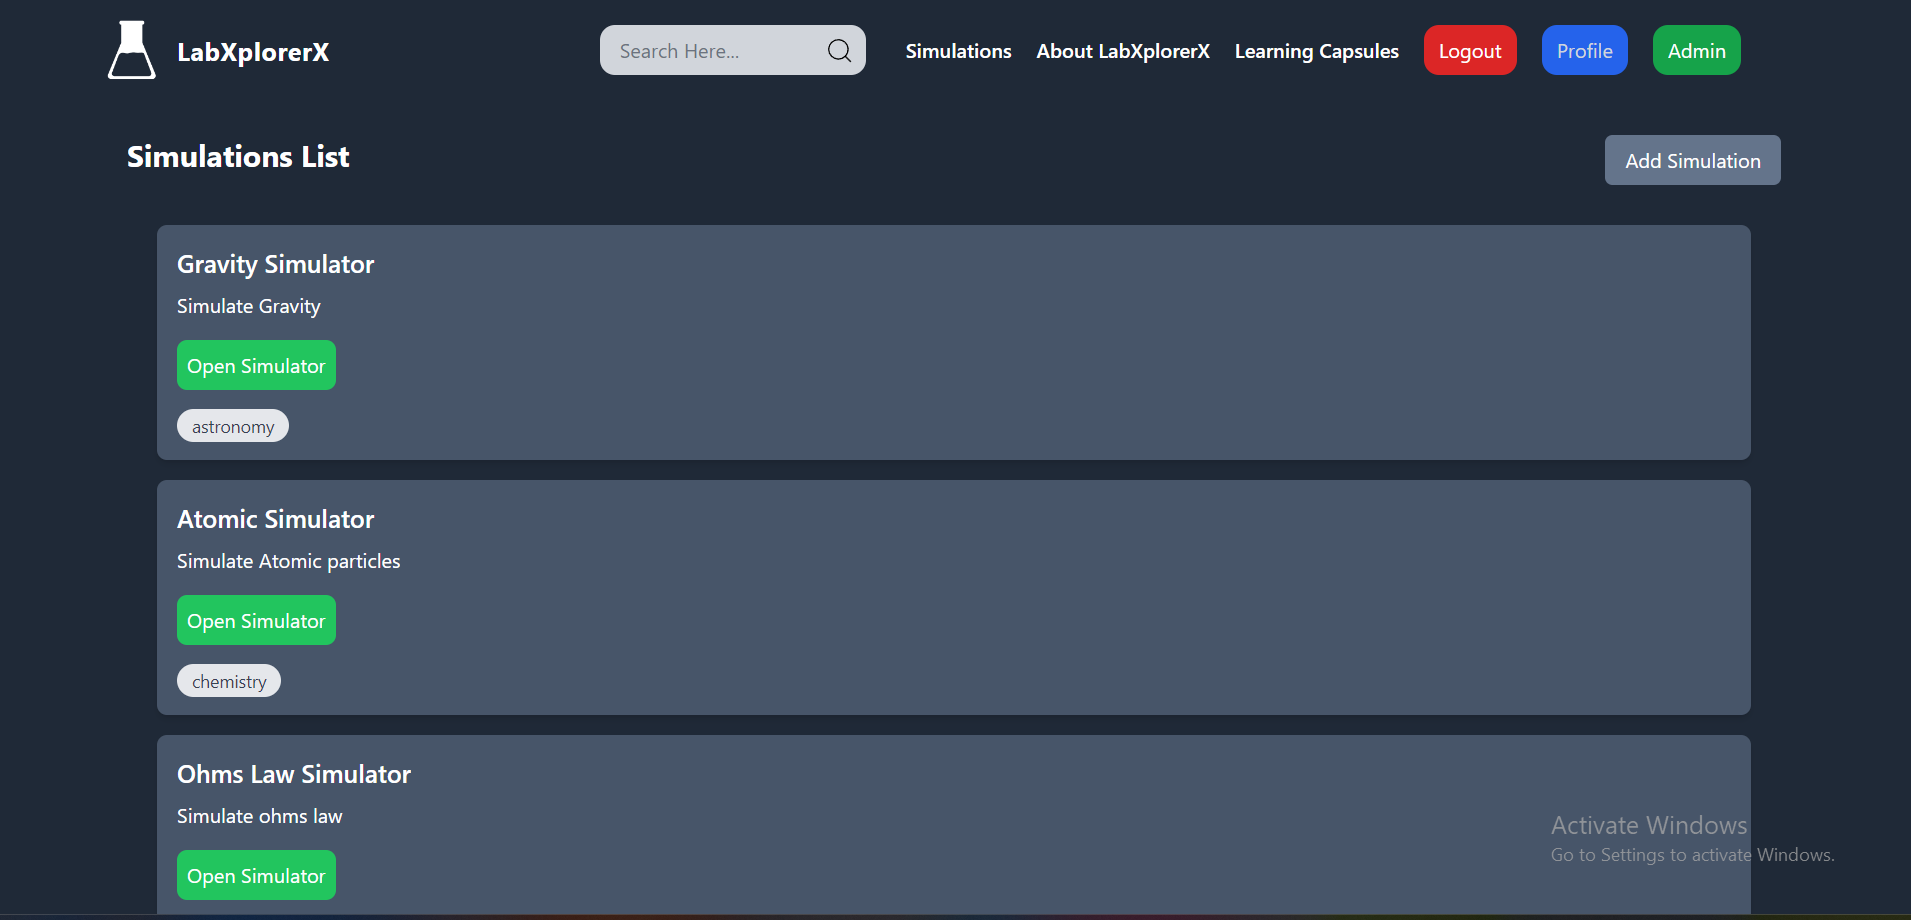 LabXplorerX
Search Here...
Simulations
About LabXplorerX
Learning Capsules
Logout
Profile
Admin
Simulations List
Add Simulation
Gravity Simulator
Simulate Gravity
Open Simulator
astronomy
Atomic Simulator
Simulate Atomic particles
Open Simulator
chemistry
Ohms Law Simulator
Simulate ohms law
Open Simulator
Activate Windows
Go to Settings to activate Windows.